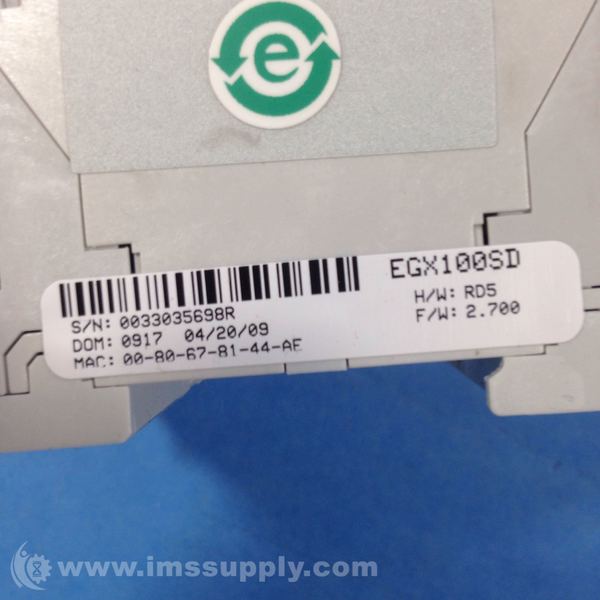 e
EGX100SD
S/N: 0033035698R
H/W: RD5
DOM: 0917 04/20/09
F/W: 2.700
MAC: 00-80-67-81-44-AE
www.imssupply.com